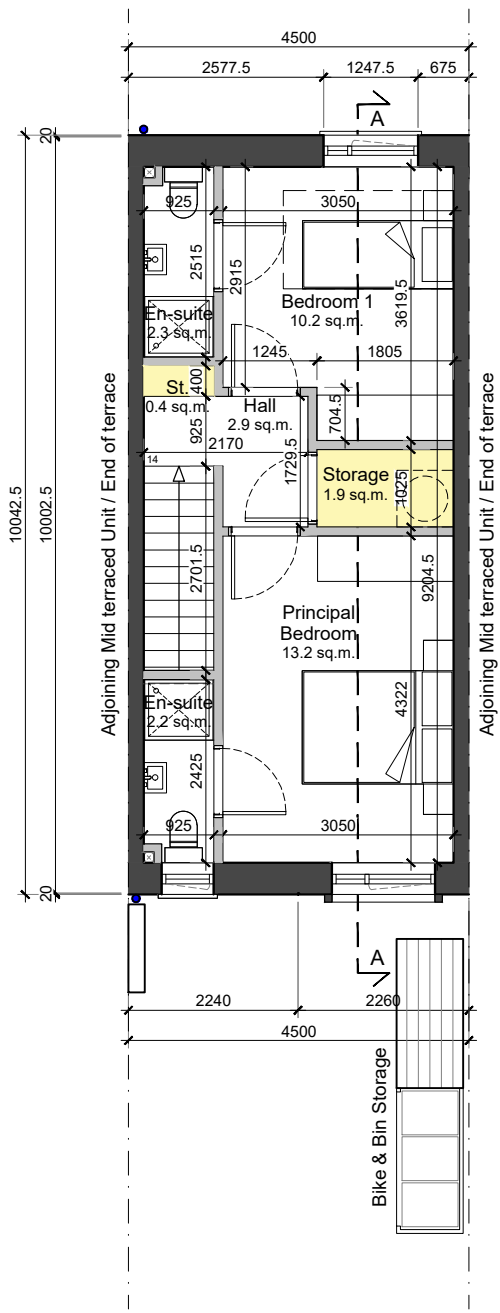 4500
2577.5
1247.5
675
A
20
925
3050
2515
2915
3619.5
Bedroom 1
10.2 sq.m.
En-suite
2.3 sq.m.
1245
1805
St.
0.4 sq.m.
400
Hall
2.9 sq.m.
704.5
925
2170
1729.5
Storage
1.9 sq.m.
1025
14
10042.5
10002.5
Adjoining Mid terraced Unit / End of terrace
Adjoining Mid terraced Unit / End of terrace
2701.5
9204.5
Principal
Bedroom
13.2 sq.m.
En-suite
2.2 sq.m.
4322
2425
925
3050
20
A
2240
2260
4500
Bike & Bin Storage